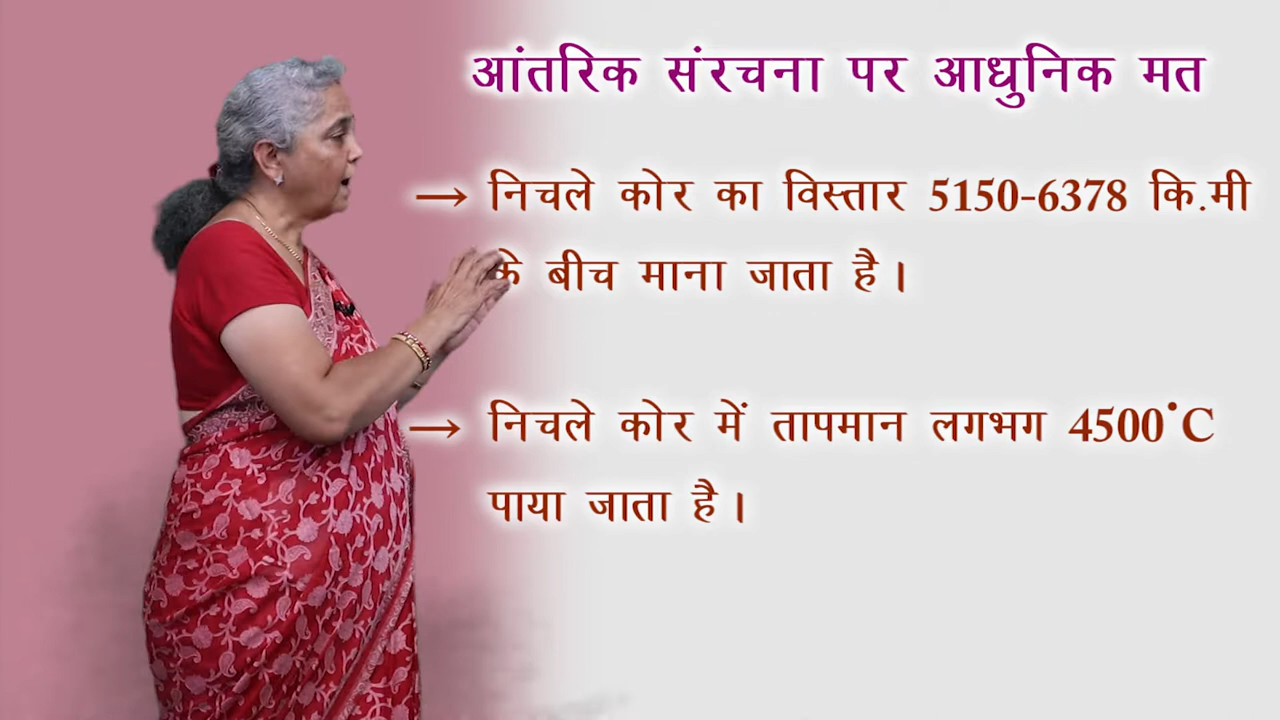 आंतरिक संरचना पर आधुनिक मत
→ निचले कोर का विस्तार 5150-6378 कि.मी
के बीच माना जाता है।
→ निचले कोर में तापमान लगभग 4500°C
पाया जाता है।